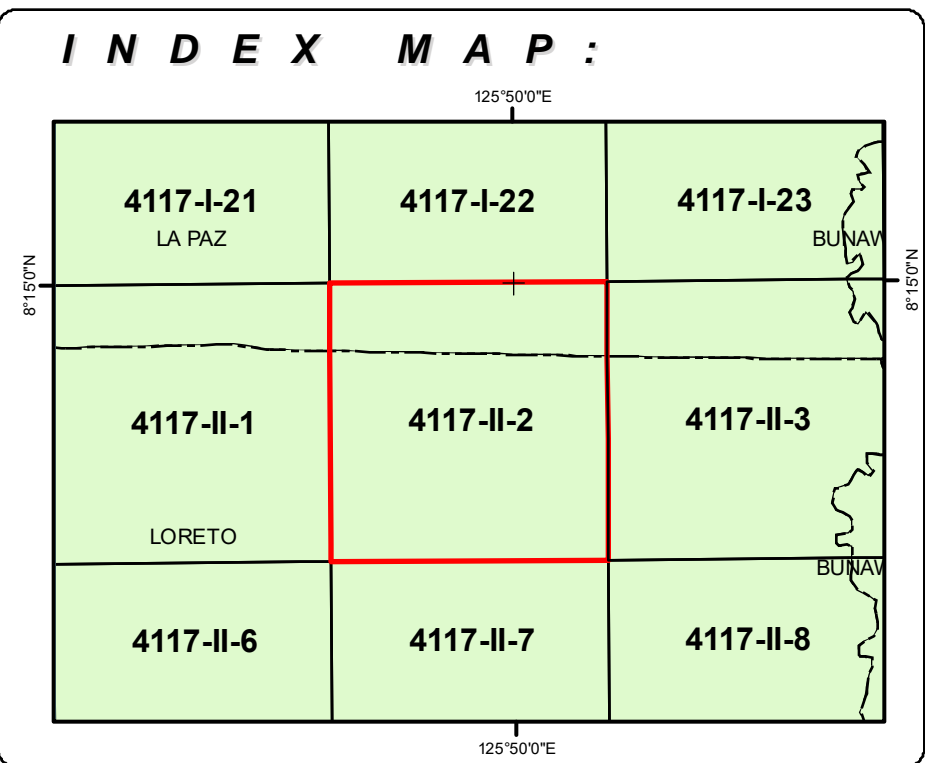 INDEX MAP:
125°50'0"E
4117-I-21
4117-I-22
4117-I-23
LA PAZ
BUNAW
8°15'0"N
8°15'0"N
4117-II-1
4117-II-2
4117-II-3
LORETO
BUNAW
4117-II-6
4117-II-7
4117-II-8
125°50'0"E